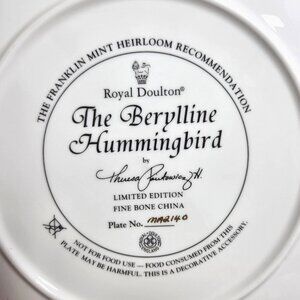 THE FRANKLIN MINT HEIRLOOM RECOMMENDATION
Royal Doulton®
The Berylline
Hummingbird
by
LIMITED EDITION
FINE BONE CHINA
Plate No. MA2140
NOT FOR FOOD USE - FOOD CONSUMED FROM THIS
PLATE MAY BE HARMFUL. THIS IS A DECORATIVE ACCESSORY.